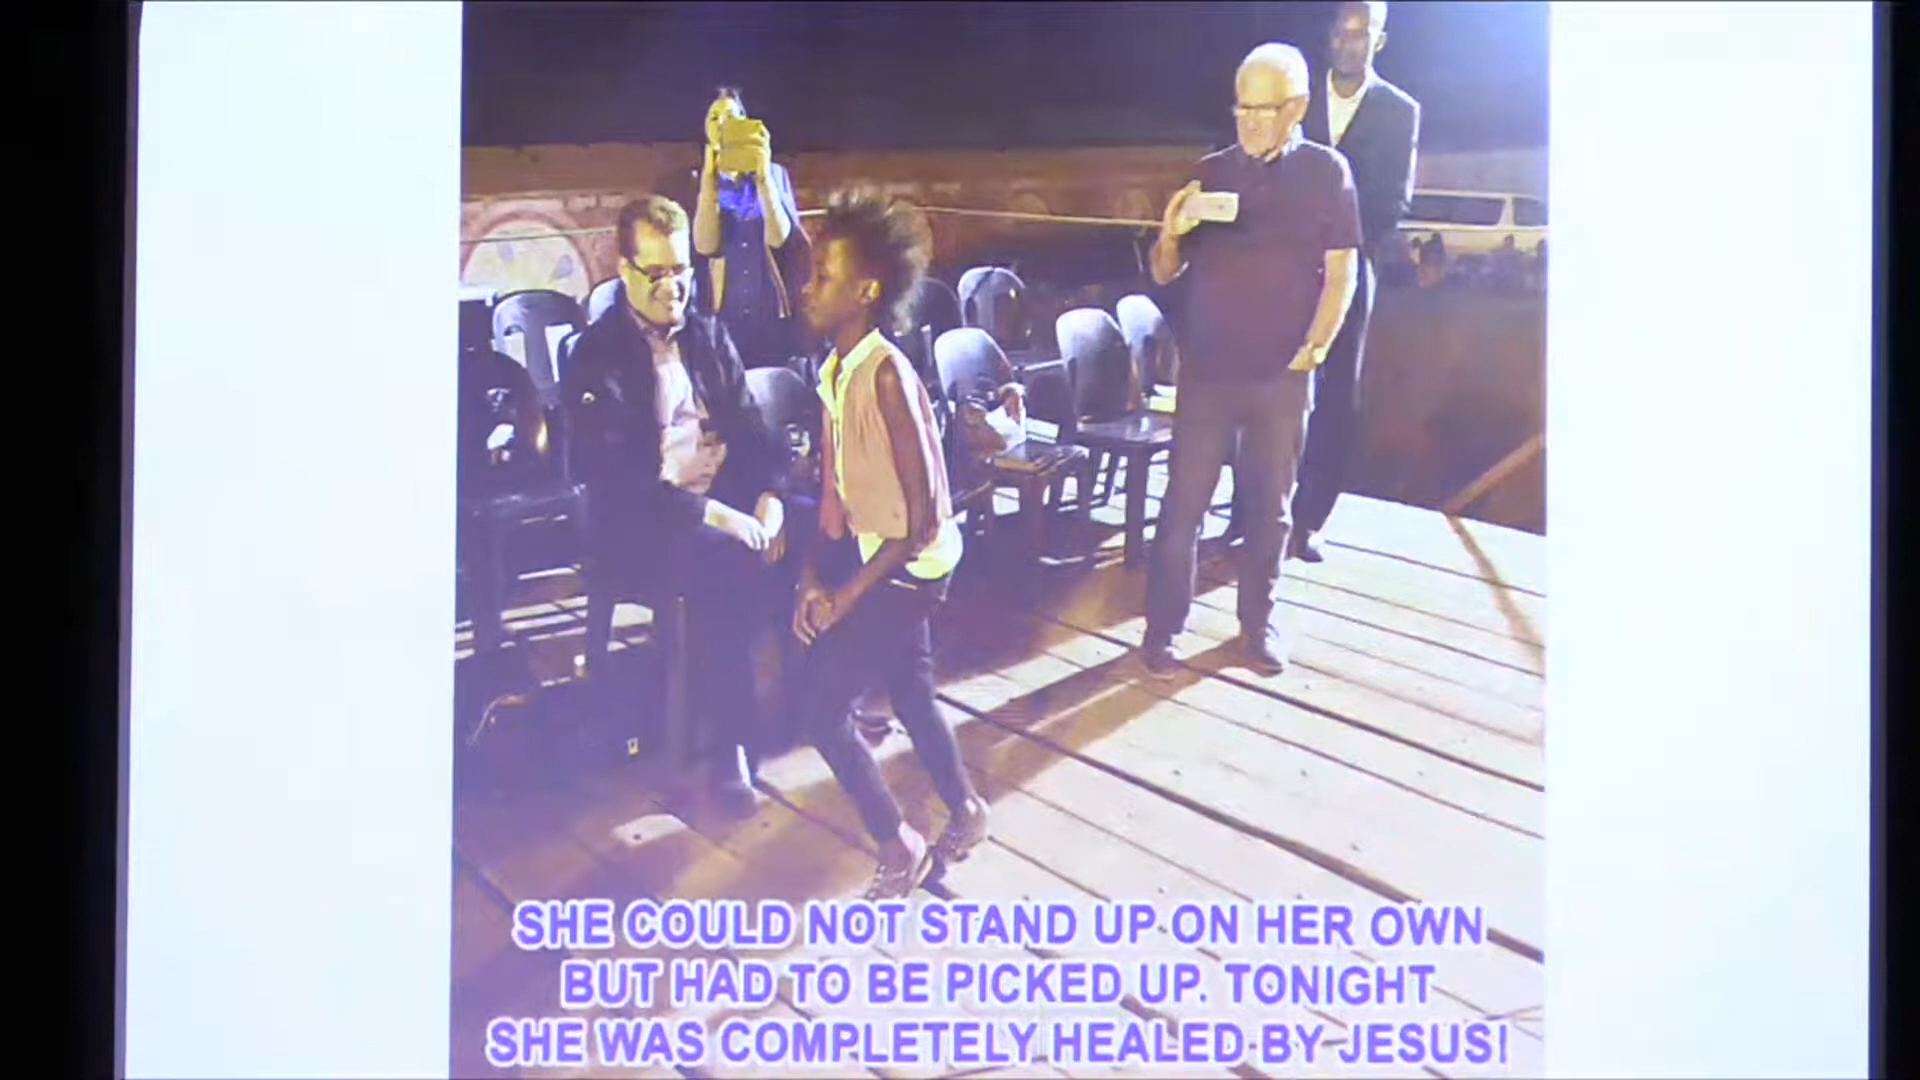 SHE COULD NOT STAND UP ON HER OWN
BUT HAD TO BE PICKED UP. TONIGHT
SHE WAS COMPLETELY HEALED BY JESUS!